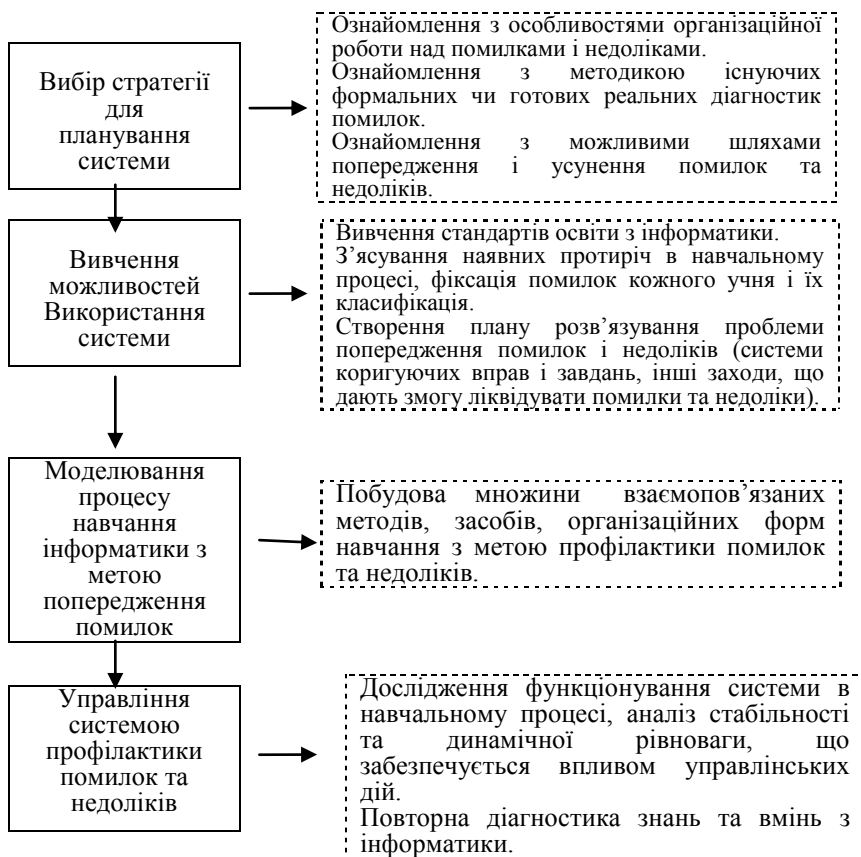 Вибір стратегії
для
планування
системи
Ознайомлення з особливостями організаційної
роботи над помилками і недоліками.
Ознайомлення з методикою існуючих
формальних чи готових реальних діагностик
помилок.
Ознайомлення з можливими шляхами
попередження і усунення помилок та
недоліків.
Вивчення
можливостей
Використання
системи
Вивчення стандартів освіти з інформатики.
З’ясування наявних протиріч в навчальному
процесі, фіксація помилок кожного учня і їх
класифікація.
Створення плану розв’язування проблеми
попередження помилок і недоліків (системи
коригуючих вправ і завдань, інші заходи, що
дають змогу ліквідувати помилки та недоліки).
Моделювання
процесу
навчання
інформатики з
метою
попередження
помилок
Побудова множини взаємопов’язаних
методів, засобів, організаційних форм
навчання з метою профілактики помилок
та недоліків.
Управління
системою
профілактики
помилок та
недоліків
Дослідження функціонування системи в
навчальному процесі, аналіз стабільності
та динамічної рівноваги, що
забезпечується впливом управлінських
дій.
Повторна діагностика знань та вмінь з
інформатики.